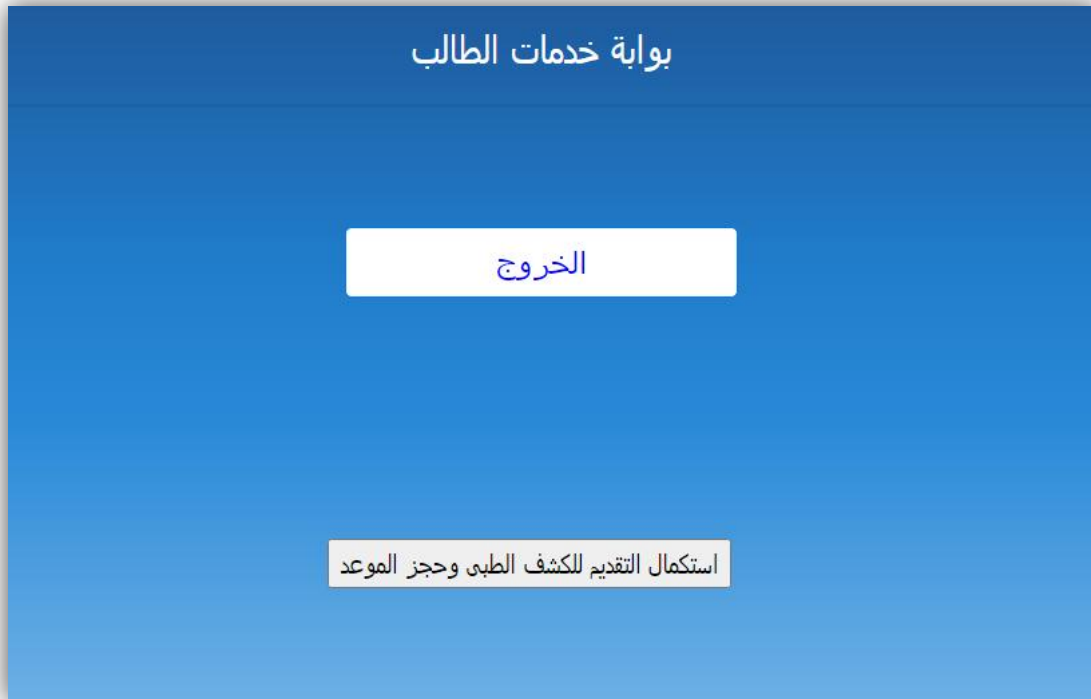 بوابة خدمات الطالب
الخروج
استكمال التقديم للكشف الطبى وحجز الموعد